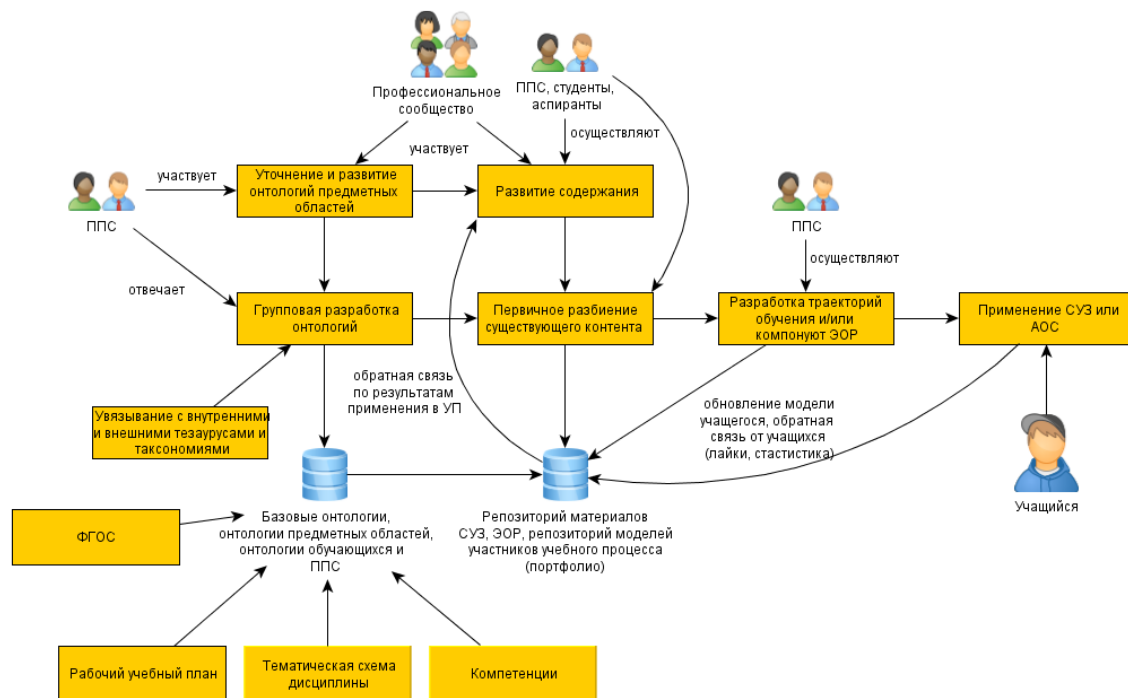 Профессиональное
сообщество
ППС, студенты,
аспиранты
осуществляют
участвует
участвует
Уточнение и развитие
онтологий предметных
областей
Развитие содержания
ППС
ППС
отвечает
осуществляют
Групповая разработка
онтологий
Первичное разбиение
существующего контента
Разработка траекторий
обучения и/или
компонуют ЭОР
Применение СУЗ или
АОС
обратная связь
по результатам
применения в УП
Увязывание с внутренними
и внешними тезаурусами и
таксономиями
обновление модели
учащегося, обратная
связь от учащихся
(лайки, стастистика)
Учащийся
Базовые онтологии,
онтологии предметных областей,
онтологии обучающихся и
ППС
Репозиторий материалов
СУЗ, ЭОР, репозиторий моделей
участников учебного процесса
(портфолио)
ФГОС
Рабочий учебный план
Тематическая схема
дисциплины
Компетенции